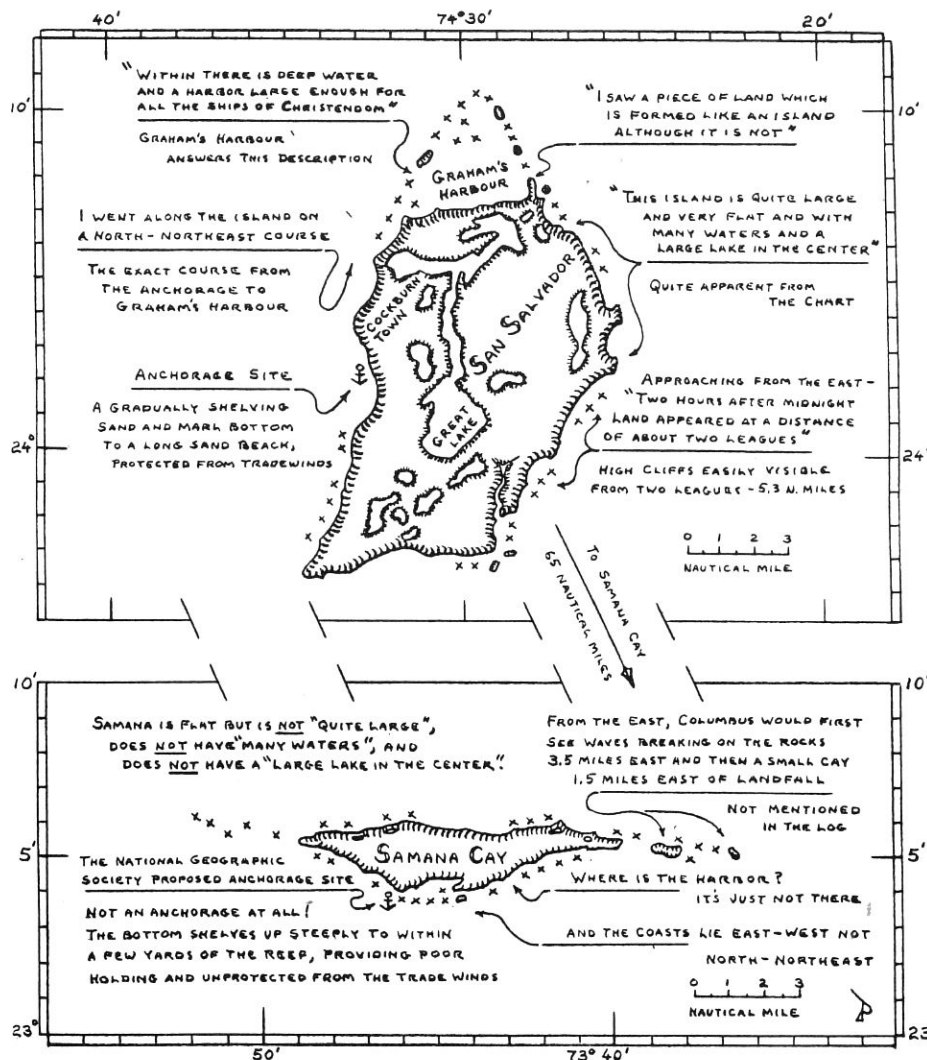 40'
74°30'
20'
10'
10'
"WITHIN THERE IS DEEP WATER
AND A HARBOR LARGE ENOUGH FOR
ALL THE SHIPS OF CHRISTENDOM"
GRAHAM'S HARBOUR
ANSWERS THIS DESCRIPTION
"I SAW A PIECE OF LAND WHICH
IS FORMED LIKE AN ISLAND
ALTHOUGH IT IS NOT"
GRAHAM'S
HARBOUR
I WENT ALONG THE ISLAND ON
A NORTH-NORTHEAST COURSE
THE EXACT COURSE FROM
THE ANCHORAGE TO
GRAHAM'S HARBOUR
"THIS ISLAND IS QUITE LARGE
AND VERY FLAT AND WITH
MANY WATERS AND A
LARGE LAKE IN THE CENTER"
QUITE APPARENT FROM
THE CHART
COCKBURN
TOWN
SAN SALVADOR
GREAT
LAKE
ANCHORAGE SITE
A GRADUALLY SHELVING
SAND AND MARL BOTTOM
TO A LONG SAND BEACH,
PROTECTED FROM TRADEWINDS
24°
24°
APPROACHING FROM THE EAST-
"TWO HOURS AFTER MIDNIGHT
LAND APPEARED AT A DISTANCE
OF ABOUT TWO LEAGUES"
HIGH CLIFFS EASILY VISIBLE
FROM TWO LEAGURS - 5.3 N. MILES
0 1 2 3
NAUTICAL MILE
TO SAMANA CAY
65 NAUTICAL MILES
10'
10'
SAMANA IS FLAT BUT IS NOT "QUITE LARGE",
DOES NOT HAVE "MANY WATERS", AND
DOES NOT HAVE A "LARGE LAKE IN THE CENTER".
FROM THE EAST, COLUMBUS WOULD FIRST
SEE WAVES BREAKING ON THE ROCKS
3.5 MILES EAST AND THEN A SMALL CAY
1.5 MILES EAST OF LANDFALL
NOT MENTIONED
IN THE LOG
5'
5'
SAMANA CAY
THE NATIONAL GEOGRAPHIC
SOCIETY PROPOSED ANCHORAGE SITE
NOT AN ANCHORAGE AT ALL!
THE BOTTOM SHELVES UP STEEPLY TO WITHIN
A FEW YARDS OF THE REEF, PROVIDING POOR
HOLDING AND UNPROTECTED FROM THE TRADE WINDS
WHERE IS THE HARBOR?
IT'S JUST NOT THERE
AND THE COASTS LIE EAST-WEST NOT
NORTH-NORTHEAST
0 1 2 3
NAUTICAL MILE
23°
23°
50'
73°40'